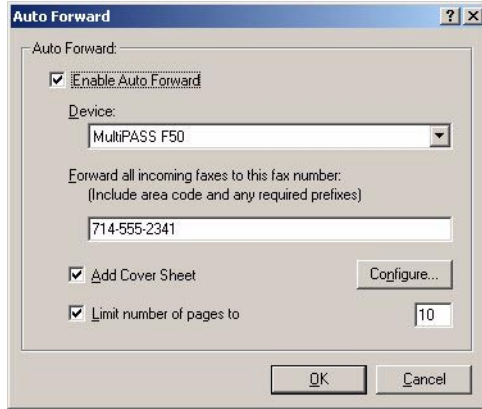 Auto Forward
Auto Forward:
Enable Auto Forward
Device:
MultiPASS F50
Forward all incoming faxes to this fax number:
(Include area code and any required prefixes)
714-555-2341
Add Cover Sheet
Configure...
Limit number of pages to
10
OK
Cancel